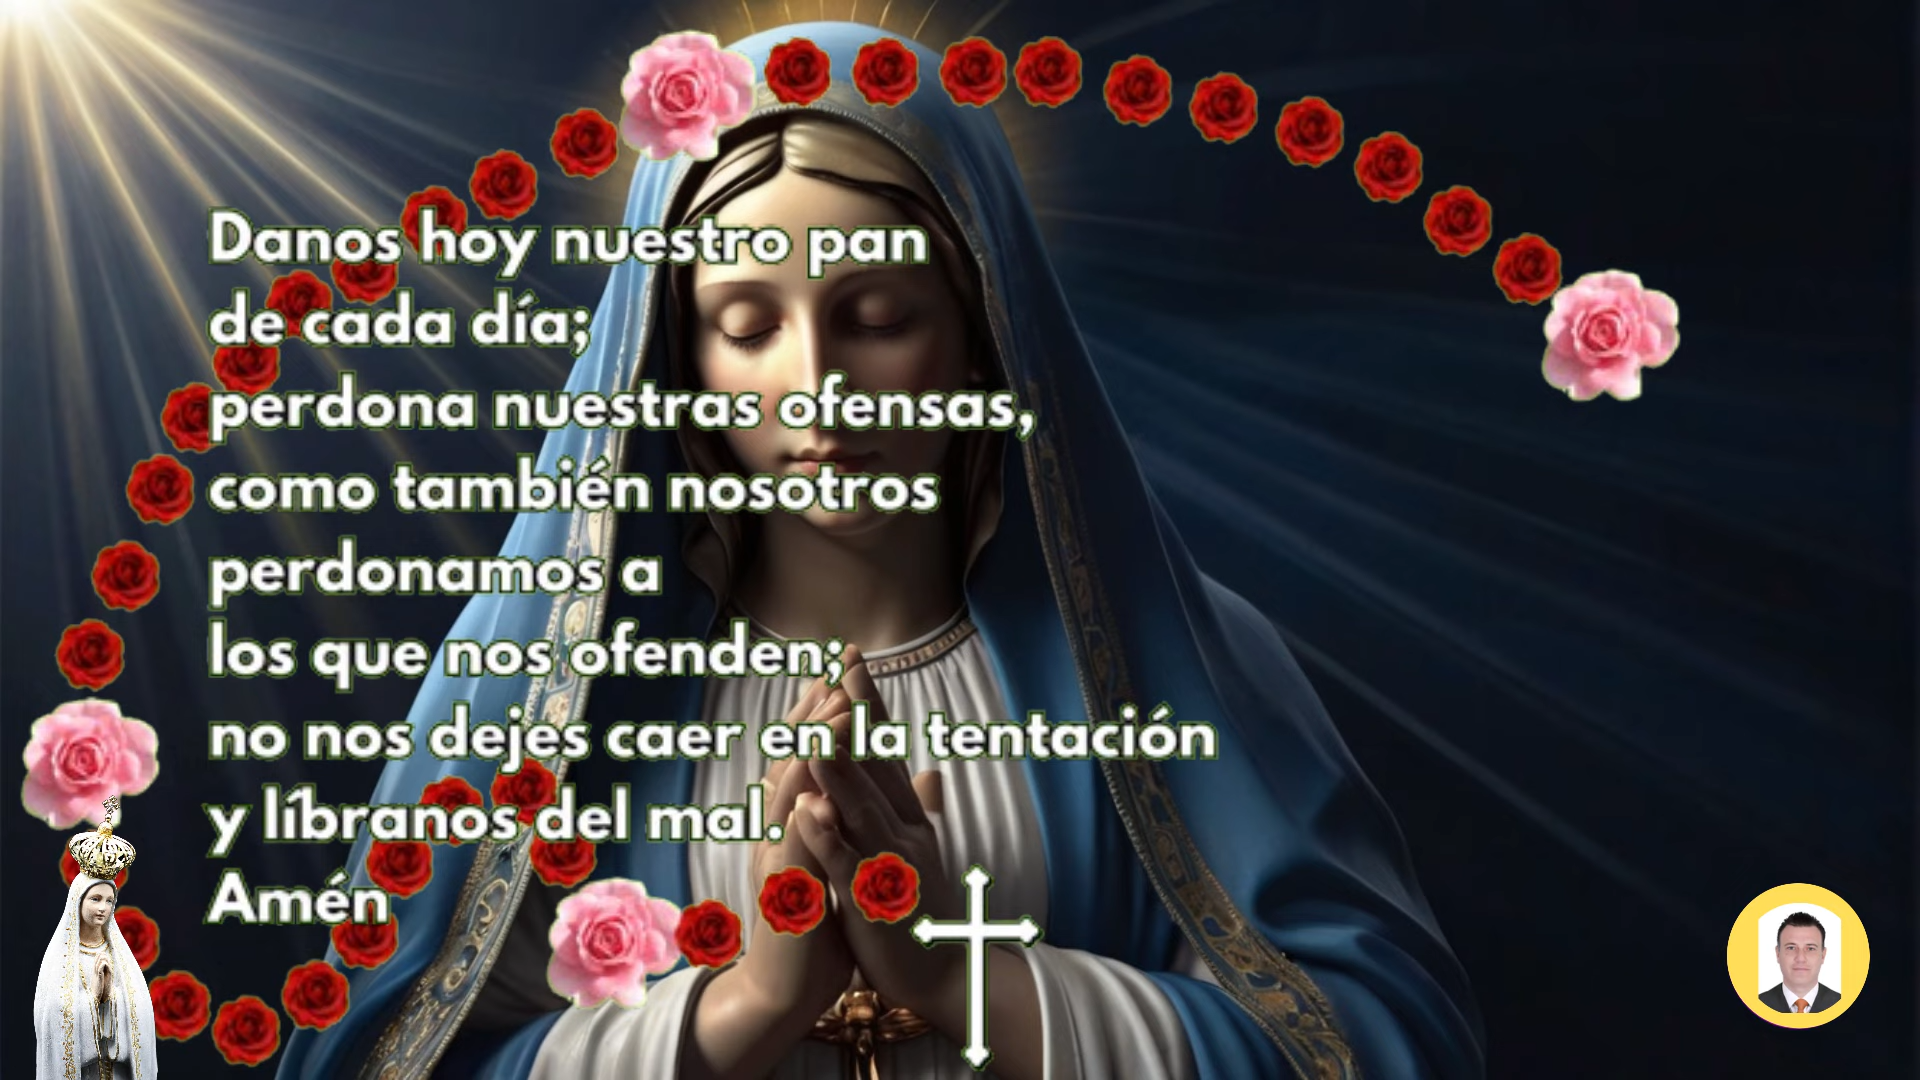 Danos hoy nuestro pan
de cada día;
perdona nuestras ofensas,
como también nosotros
perdonamos a
los que nos ofenden;
no nos dejes caer en la tentación
y líbranos del mal.
Amén